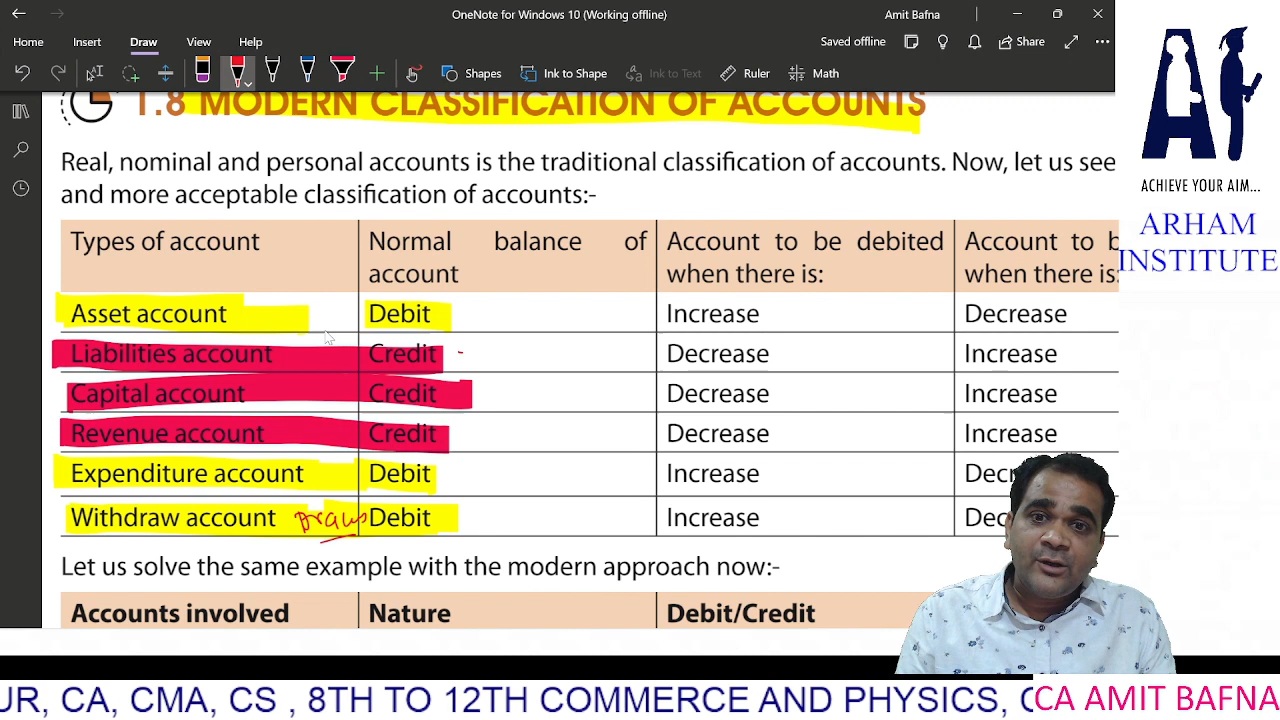 OneNote for Windows 10 (Working offline)
Amit Bafna
Home Insert Draw View Help
Saved offline
Share
Shapes
Ink to Shape
Ink to Text
Ruler
Math
1.8 MODERN CLASSIFICATION OF ACCOUNTS
Real, nominal and personal accounts is the traditional classification of accounts. Now, let us see
and more acceptable classification of accounts:-
Types of account
Normal balance of account
Account to be debited when there is:
Account to b
when there is:
Asset account Debit Increase Decrease
Liabilities account Credit Decrease Increase
Capital account Credit Decrease Increase
Revenue account Credit Decrease Increase
Expenditure account Debit Increase Decr
Withdraw account Draws Debit Increase Dec
Let us solve the same example with the modern approach now:-
Accounts involved Nature Debit/Credit
AI
ACHIEVE YOUR AIM...
ARHAM
INSTITUTE
UR, CA, CMA, CS , 8TH TO 12TH COMMERCE AND PHYSICS, C
CA AMIT BAFNA